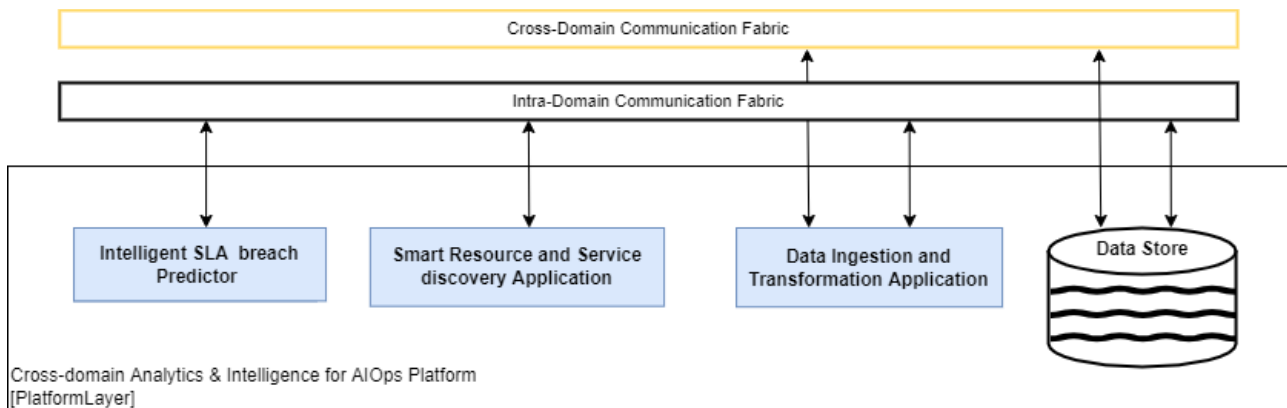 Cross-Domain Communication Fabric
Intra-Domain Communication Fabric
Intelligent SLA breach
Predictor
Smart Resource and Service
discovery Application
Data Ingestion and
Transformation Application
Data Store
Cross-domain Analytics & Intelligence for AIOps Platform
[PlatformLayer]